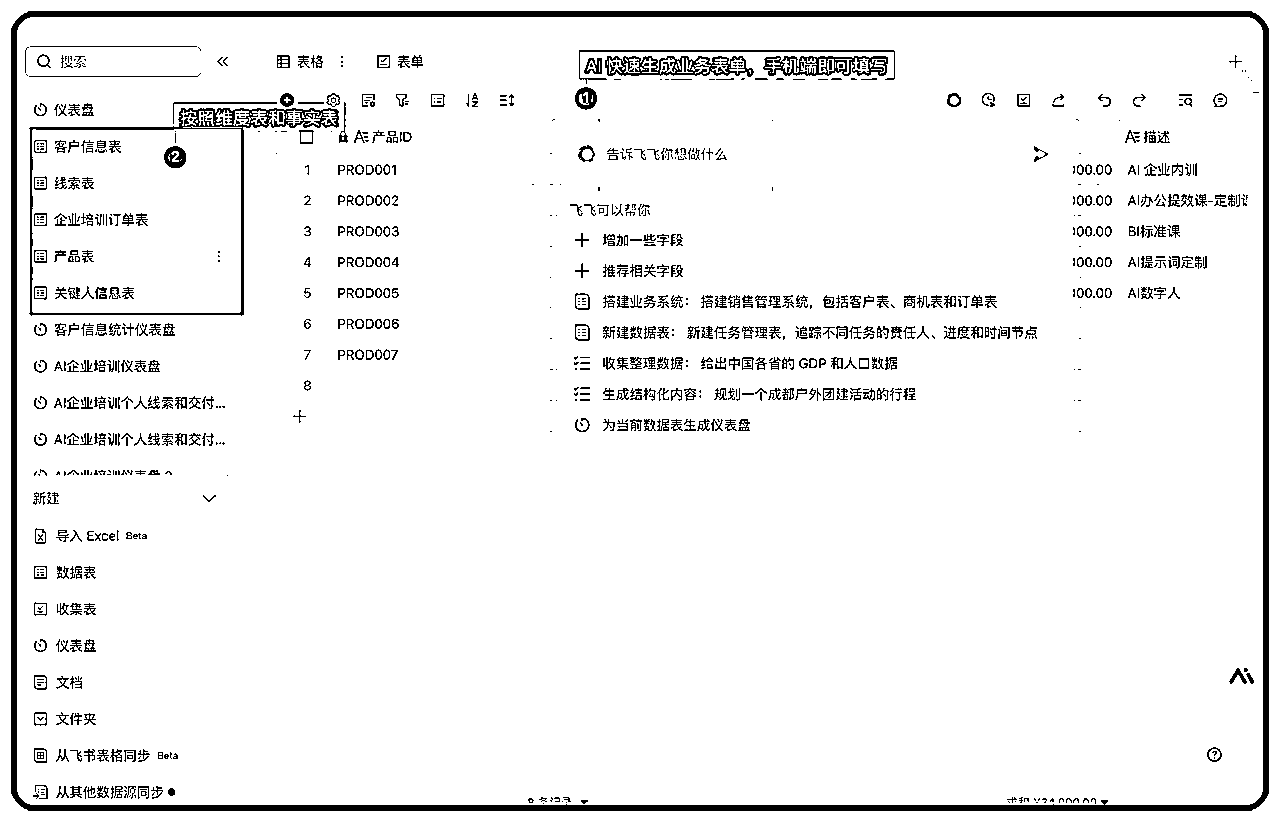 搜索
表格
表单
AI 快速生成业务表单，手机端即可填写
1
仪表盘
按照维度表和事实表
2
客户信息表
线索表
企业培训订单表
产品表
关键人信息表
客户信息统计仪表盘
AI企业培训仪表盘
AI企业培训个人线索和交付...
AI企业培训个人线索和交付...
新建
导入 Excel Beta
数据表
收集表
仪表盘
文档
文件夹
从飞书表格同步 Beta
从其他数据源同步
产品ID
1 PROD001
2 PROD002
3 PROD003
4 PROD004
5 PROD005
6 PROD006
7 PROD007
8
告诉飞飞你想做什么
飞飞可以帮你
增加一些字段
推荐相关字段
搭建业务系统： 搭建销售管理系统，包括客户表、商机表和订单表
新建数据表： 新建任务管理表，追踪不同任务的责任人、进度和时间节点
收集整理数据： 给出中国各省的 GDP 和人口数据
生成结构化内容： 规划一个成都户外团建活动的行程
为当前数据表生成仪表盘
描述
00.00 AI 企业内训
00.00 AI办公提效课-定制
00.00 BI标准课
00.00 AI提示词定制
00.00 AI数字人
8 条记录